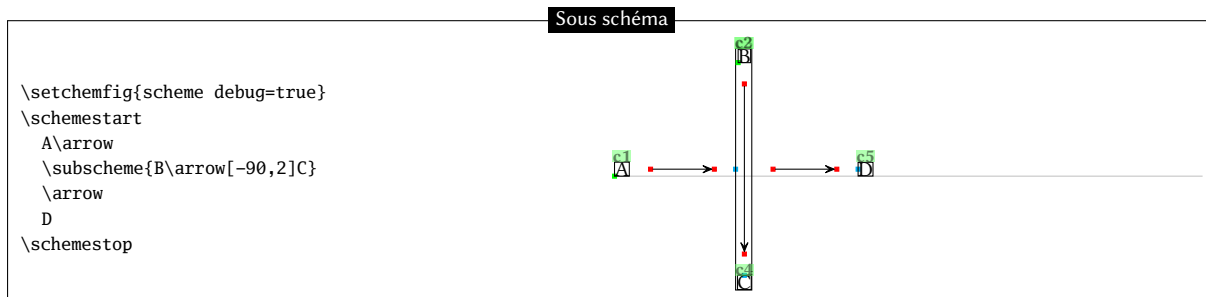 Sous schéma
\setchemfig{scheme debug=true}
\schemestart
A\arrow
\subscheme{B\arrow[-90,2]C}
\arrow
D
\schemestop
c2
B
c1
A
c5
D
c4
C